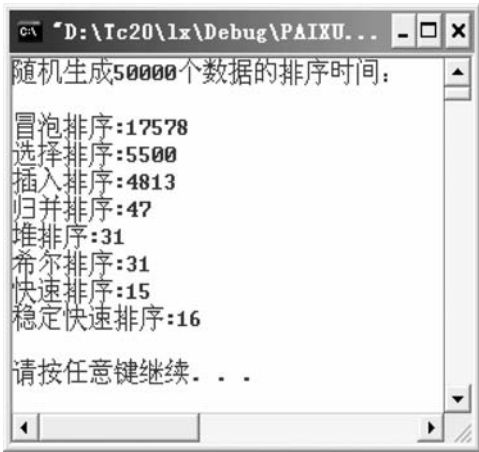 "D:\Tc20\lx\Debug\PAIXU...
随机生成50000个数据的排序时间:
冒泡排序:17578
选择排序:5500
插入排序:4813
归并排序:47
堆排序:31
希尔排序:31
快速排序:15
稳定快速排序:16
请按任意键继续. . .